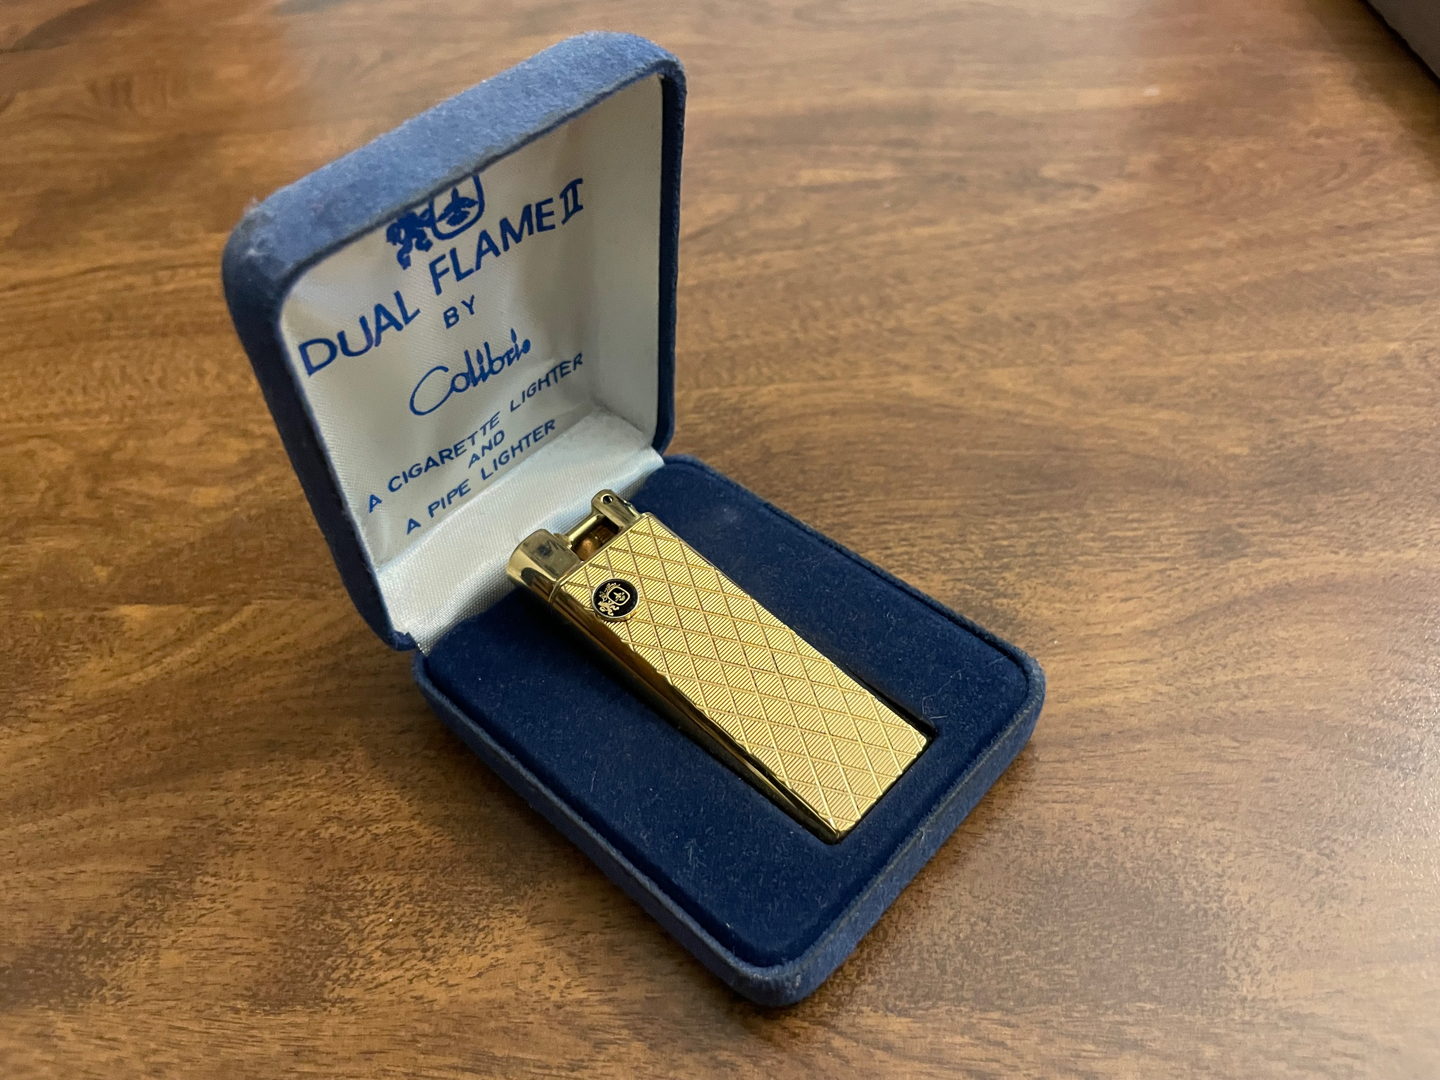 DUAL FLAME II
BY
Colibri
A CIGARETTE LIGHTER
AND
A PIPE LIGHTER